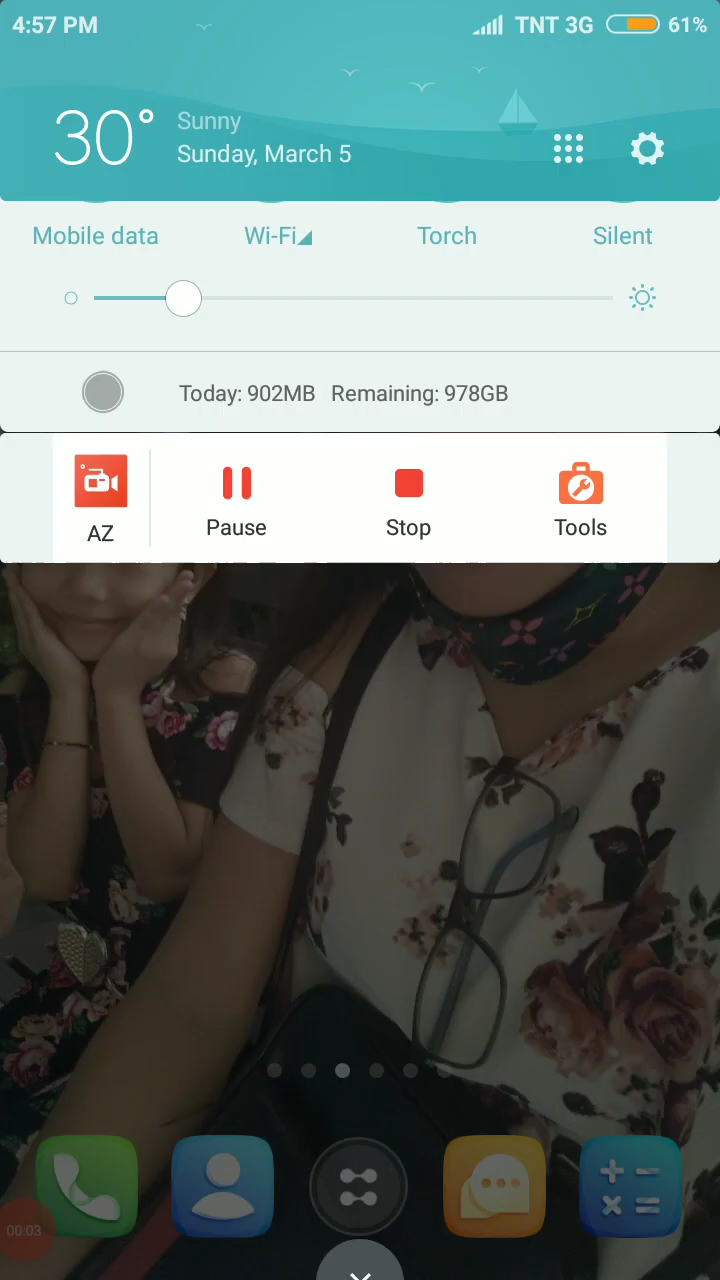 4:57 PM TNT 3G 61%
30° Sunny
Sunday, March 5
Mobile data Wi-Fi Torch Silent
Today: 902MB Remaining: 978GB
AZ Pause Stop Tools
00:03